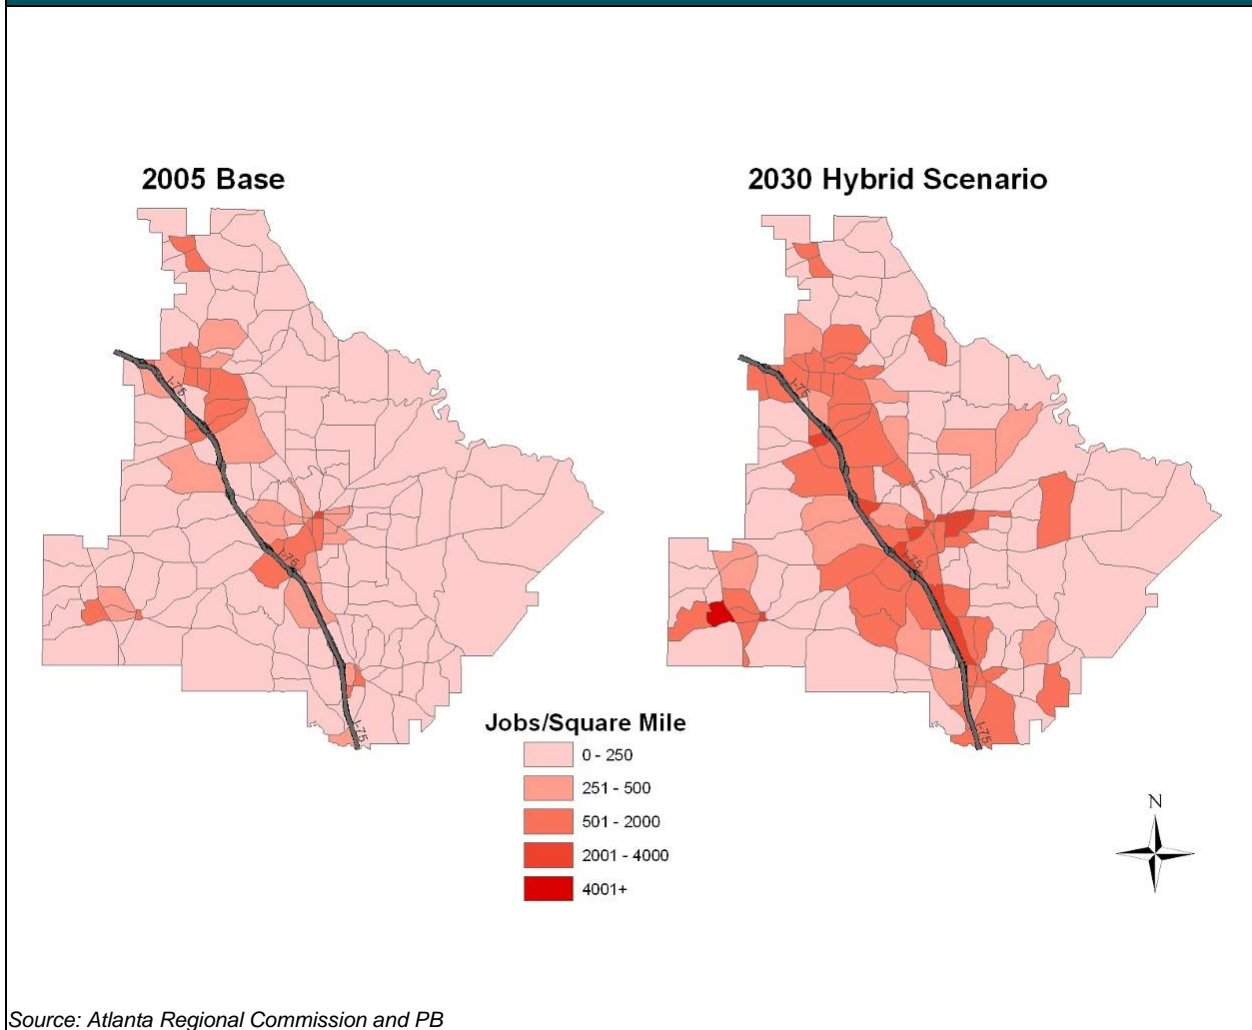 2005 Base
2030 Hybrid Scenario
I-75
I-75
I-75
I-75
I-75
I-75
Jobs/Square Mile
0 - 250
251 - 500
501 - 2000
2001 - 4000
4001+
N
Source: Atlanta Regional Commission and PB